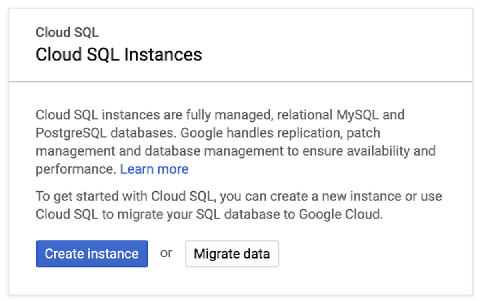 Cloud SQL
Cloud SQL Instances
Cloud SQL instances are fully managed, relational MySQL and
PostgreSQL databases. Google handles replication, patch
management and database management to ensure availability and
performance. Learn more
To get started with Cloud SQL, you can create a new instance or use
Cloud SQL to migrate your SQL database to Google Cloud.
Create instance or Migrate data